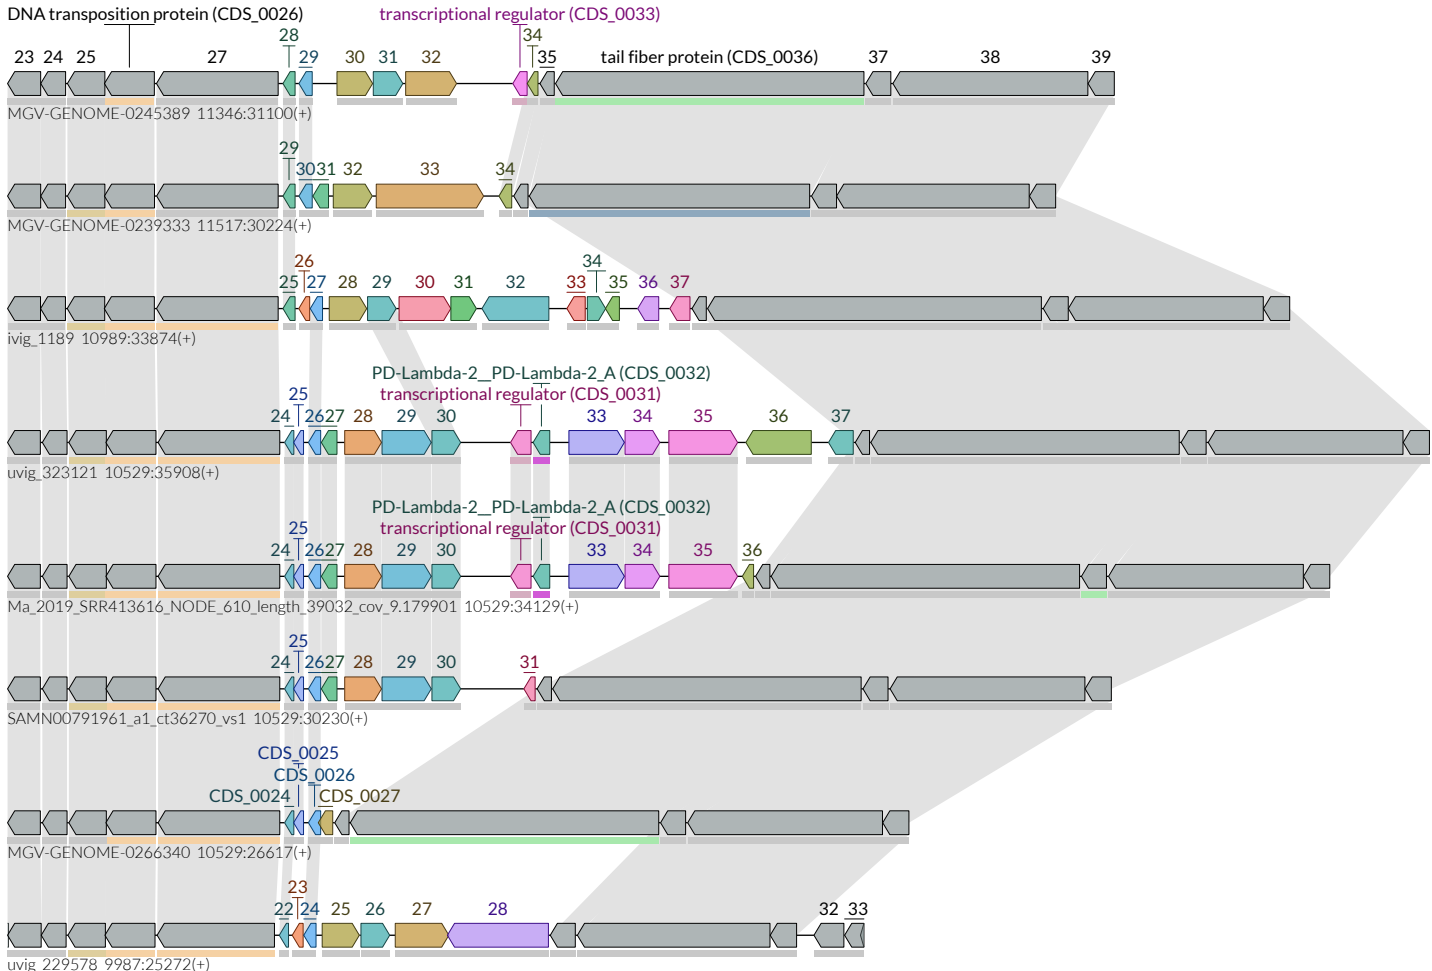 DNA transposition protein (CDS_0026) transcriptional regulator (CDS_0033)
28 34
23 24 25 27 29 30 31 32 35 tail fiber protein (CDS_0036) 37 38 39
MGV-GENOME-0245389 11346:31100(+)
29
30 31 32 33 34
MGV-GENOME-0239333 11517:30224(+)
26 34
25 27 28 29 30 31 32 33 35 36 37
ivig_1189 10989:33874(+)
PD-Lambda-2__PD-Lambda-2_A (CDS_0032)
25 transcriptional regulator (CDS_0031)
24 26 27 28 29 30 33 34 35 36 37
uvig_323121 10529:35908(+)
PD-Lambda-2__PD-Lambda-2_A (CDS_0032)
25 transcriptional regulator (CDS_0031)
24 26 27 28 29 30 33 34 35 36
Ma_2019_SRR413616_NODE_610_length_39032_cov_9.179901 10529:34129(+)
25
24 26 27 28 29 30 31
SAMN00791961_a1_ct36270_vs1 10529:30230(+)
CDS_0025
CDS_0026
CDS_0024 CDS_0027
MGV-GENOME-0266340 10529:26617(+)
23
22 24 25 26 27 28 32 33
uvig_229578 9987:25272(+)